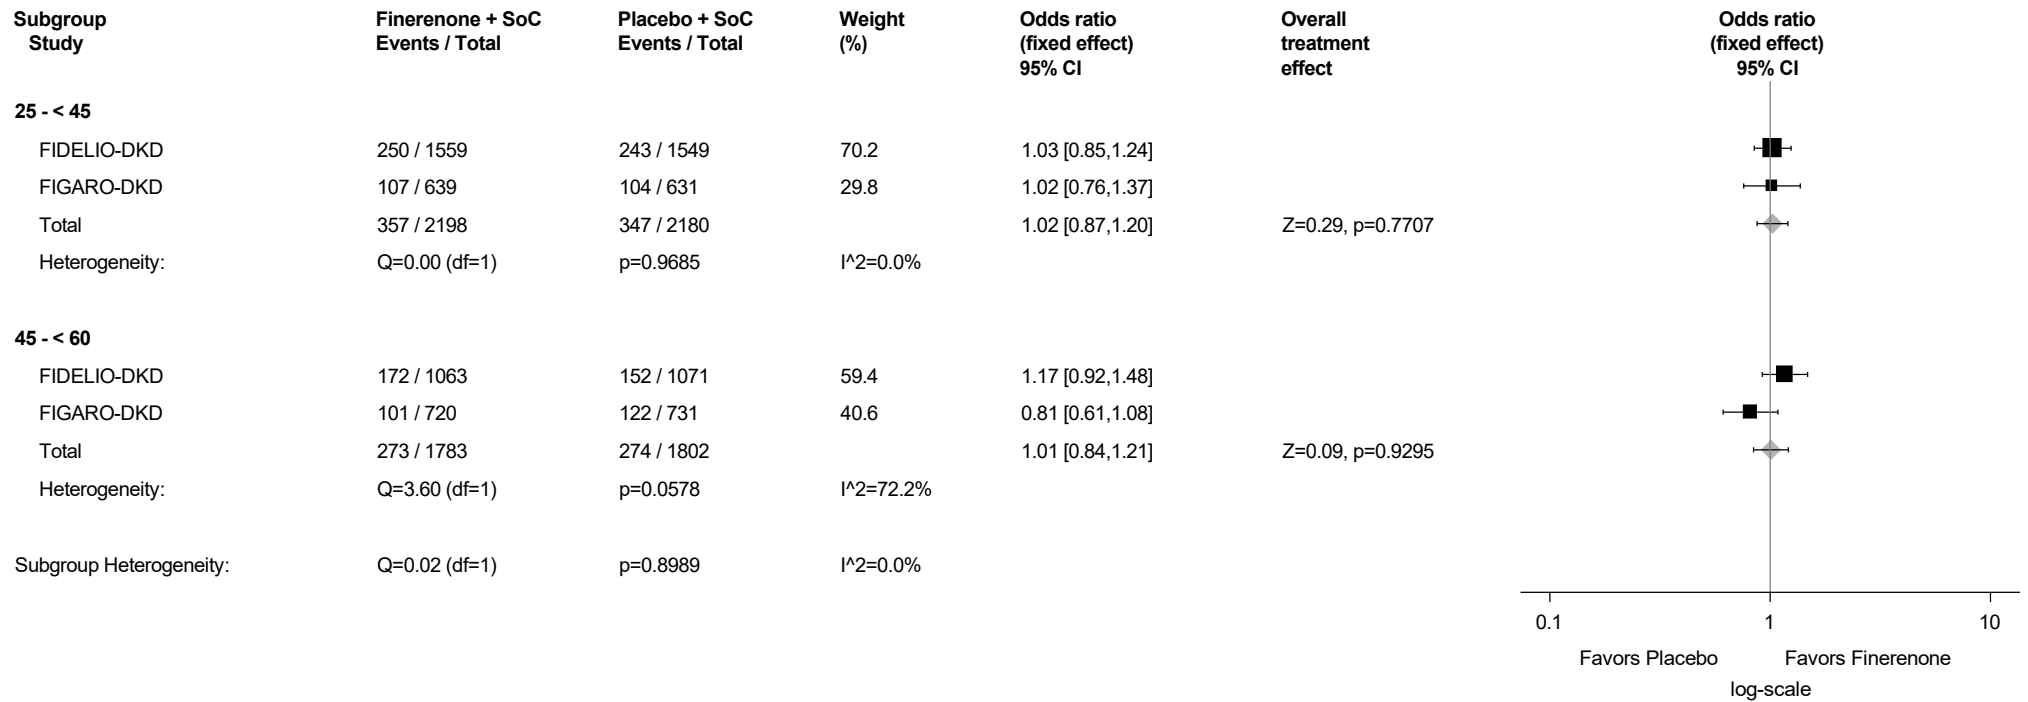 Subgroup Finerenone + SoC Placebo + SoC Weight Odds ratio Overall Odds ratio
Study Events / Total Events / Total (%) (fixed effect) treatment (fixed effect)
95% CI effect 95% CI
25 - < 45
FIDELIO-DKD 250 / 1559 243 / 1549 70.2 1.03 [0.85,1.24]
FIGARO-DKD 107 / 639 104 / 631 29.8 1.02 [0.76,1.37]
Total 357 / 2198 347 / 2180 1.02 [0.87,1.20] Z=0.29, p=0.7707
Heterogeneity: Q=0.00 (df=1) p=0.9685 I^2=0.0%
45 - < 60
FIDELIO-DKD 172 / 1063 152 / 1071 59.4 1.17 [0.92,1.48]
FIGARO-DKD 101 / 720 122 / 731 40.6 0.81 [0.61,1.08]
Total 273 / 1783 274 / 1802 1.01 [0.84,1.21] Z=0.09, p=0.9295
Heterogeneity: Q=3.60 (df=1) p=0.0578 I^2=72.2%
Subgroup Heterogeneity: Q=0.02 (df=1) p=0.8989 I^2=0.0%
0.1 1 10
Favors Placebo Favors Finerenone
log-scale